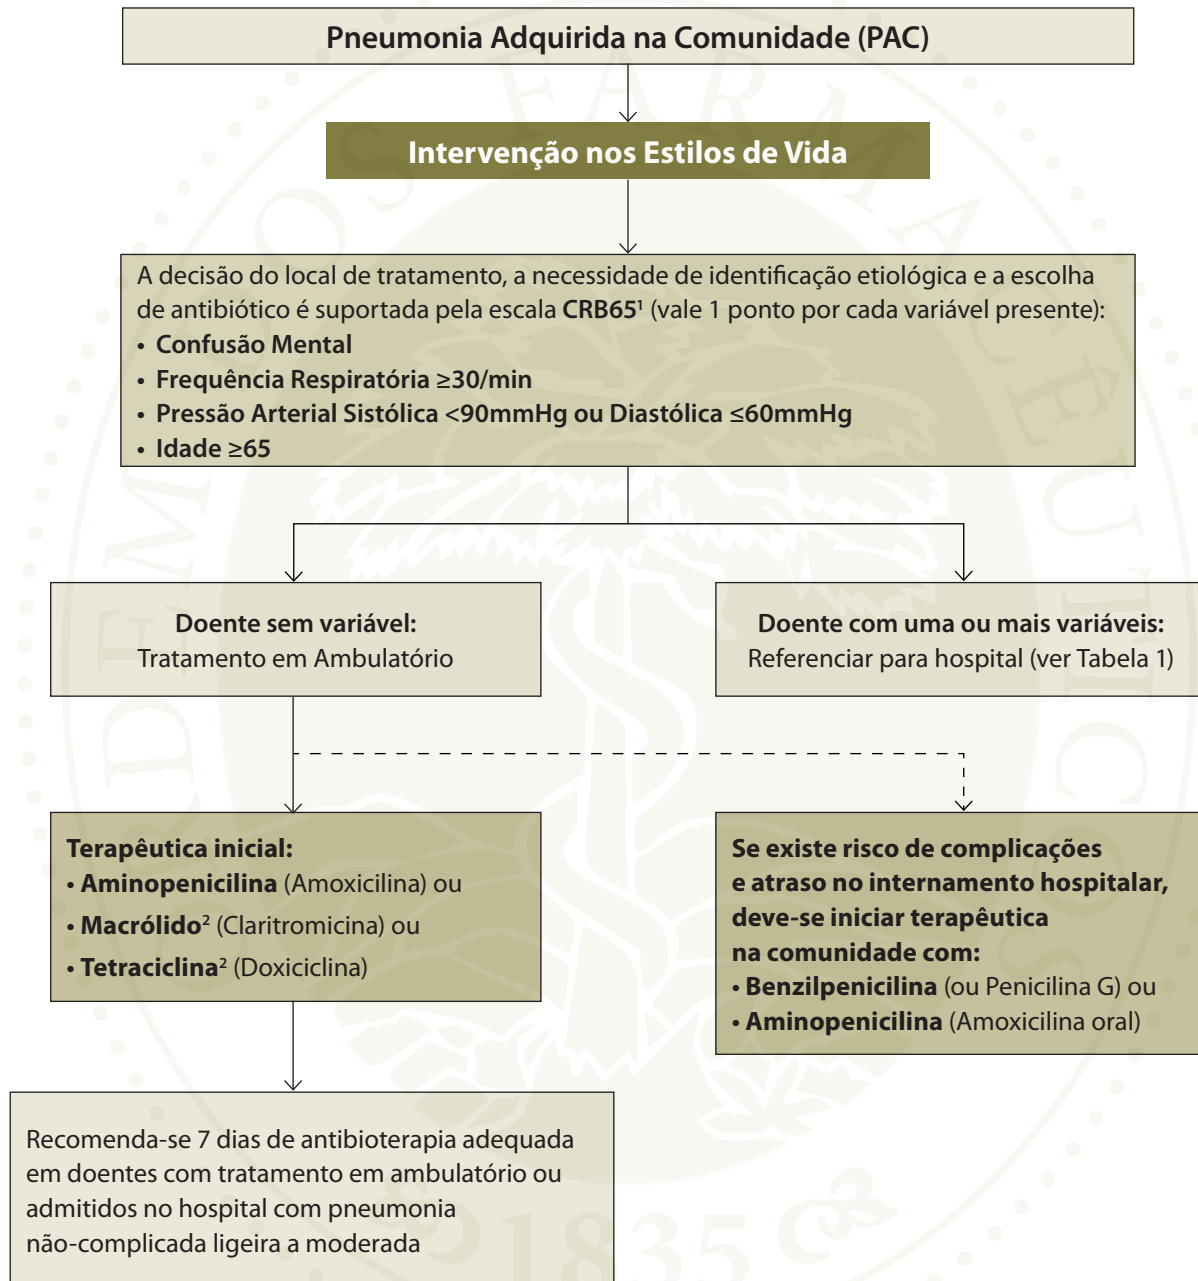 Pneumonia Adquirida na Comunidade (PAC)
Intervenção nos Estilos de Vida
A decisão do local de tratamento, a necessidade de identificação etiológica e a escolha
de antibiótico é suportada pela escala CRB65¹ (vale 1 ponto por cada variável presente):
• Confusão Mental
• Frequência Respiratória ≥30/min
• Pressão Arterial Sistólica <90mmHg ou Diastólica ≤60mmHg
• Idade ≥65
Doente sem variável:
Tratamento em Ambulatório
Doente com uma ou mais variáveis:
Referenciar para hospital (ver Tabela 1)
Terapêutica inicial:
• Aminopenicilina (Amoxicilina) ou
• Macrólido² (Claritromicina) ou
• Tetraciclina² (Doxiciclina)
Se existe risco de complicações
e atraso no internamento hospitalar,
deve-se iniciar terapêutica
na comunidade com:
• Benzilpenicilina (ou Penicilina G) ou
• Aminopenicilina (Amoxicilina oral)
Recomenda-se 7 dias de antibioterapia adequada
em doentes com tratamento em ambulatório ou
admitidos no hospital com pneumonia
não-complicada ligeira a moderada
ORDEM DOS FARMACÊUTICOS
1835